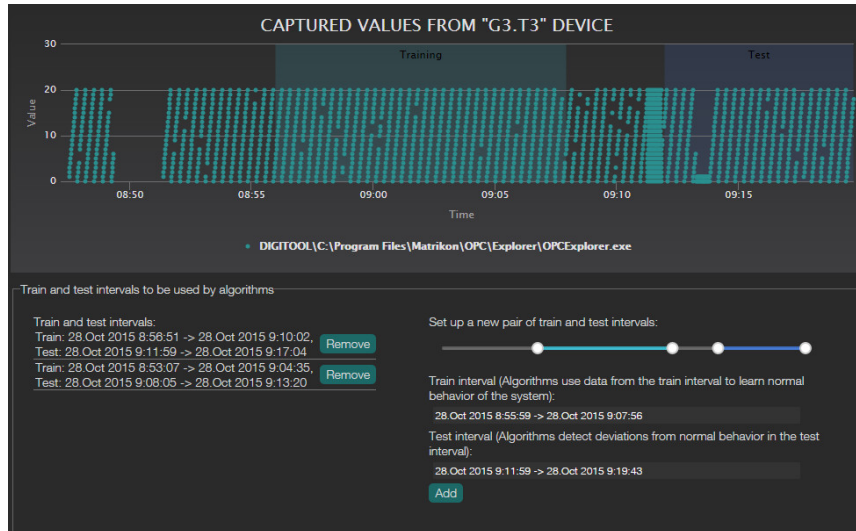 CAPTURED VALUES FROM "G3.T3" DEVICE
30
Training
Test
20
Value
10
0
08:50
08:55
09:00
09:05
09:10
09:15
Time
DIGITOOL\C:\Program Files\Matrikon\OPC\Explorer\OPCExplorer.exe
Train and test intervals to be used by algorithms
Train and test intervals:
Train: 28.Oct 2015 8:56:51 -> 28.Oct 2015 9:10:02,
Test: 28.Oct 2015 9:11:59 -> 28.Oct 2015 9:17:04
Remove
Train: 28.Oct 2015 8:53:07 -> 28.Oct 2015 9:04:35,
Test: 28.Oct 2015 9:08:05 -> 28.Oct 2015 9:13:20
Remove
Set up a new pair of train and test intervals:
Train interval (Algorithms use data from the train interval to learn normal
behavior of the system):
28.Oct 2015 8:55:59 -> 28.Oct 2015 9:07:56
Test interval (Algorithms detect deviations from normal behavior in the test
interval):
28.Oct 2015 9:11:59 -> 28.Oct 2015 9:19:43
Add